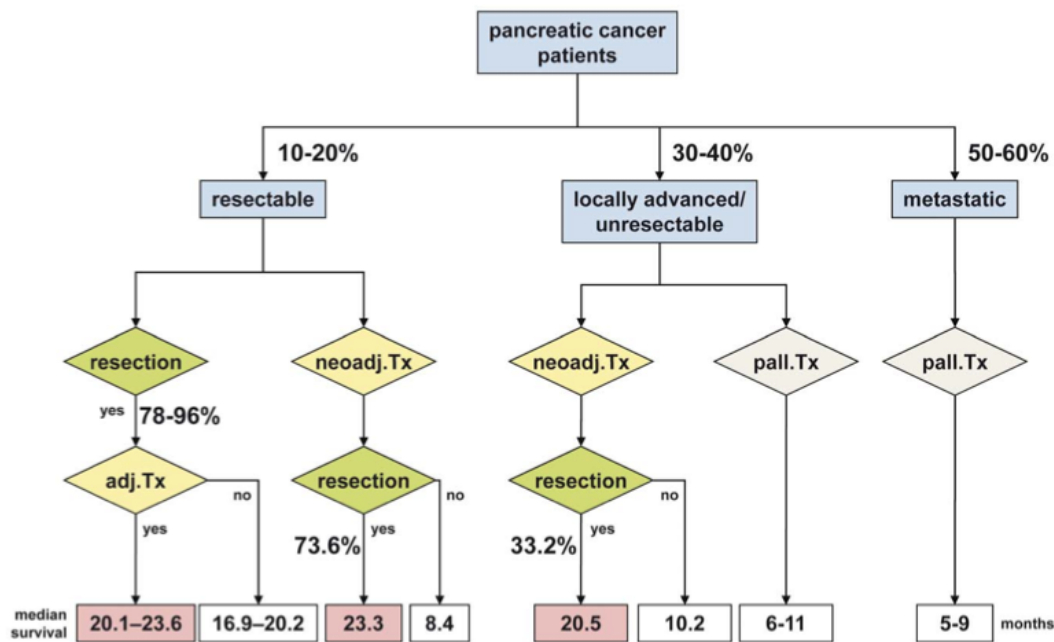 pancreatic cancer
patients
10-20%
30-40%
50-60%
resectable
locally advanced/
unresectable
metastatic
resection
neoadj.Tx
neoadj.Tx
pall.Tx
pall.Tx
yes
78-96%
adj.Tx
no
resection
no
resection
no
yes
73.6%
yes
33.2%
yes
median
survival
20.1–23.6
16.9–20.2
23.3
8.4
20.5
10.2
6-11
5-9
months